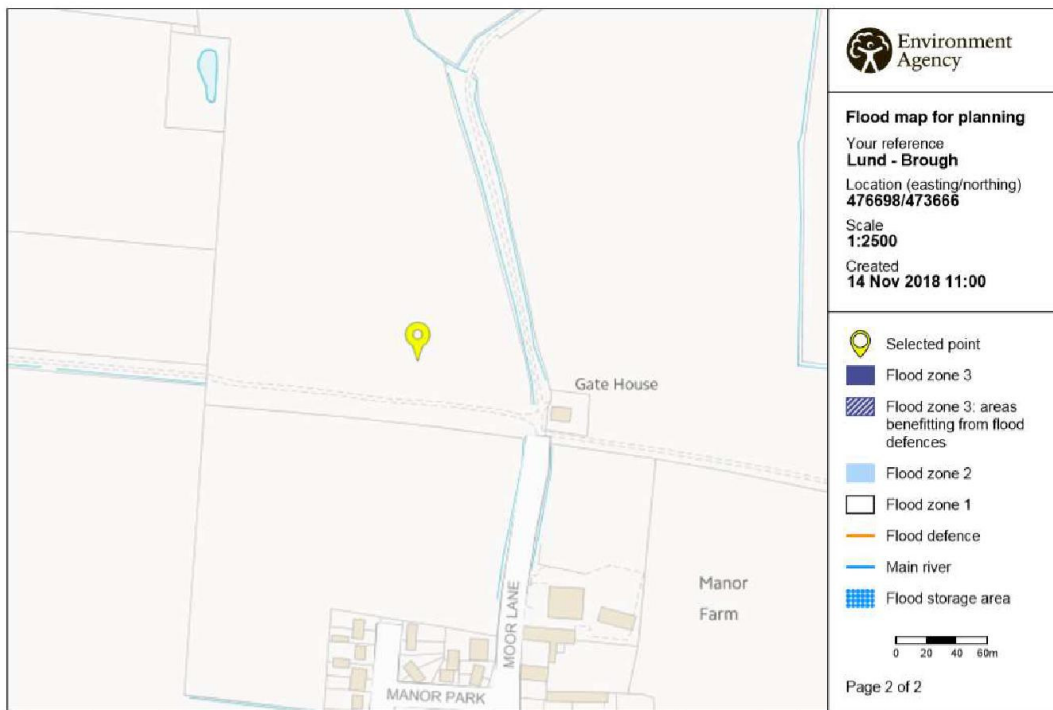 Gate House
MOOR LANE
Manor
Farm
MANOR PARK
Environment
Agency
Flood map for planning
Your reference
Lund - Brough
Location (easting/northing)
476698/473666
Scale
1:2500
Created
14 Nov 2018 11:00
Selected point
Flood zone 3
Flood zone 3: areas
benefitting from flood
defences
Flood zone 2
Flood zone 1
Flood defence
Main river
Flood storage area
0 20 40 60m
Page 2 of 2